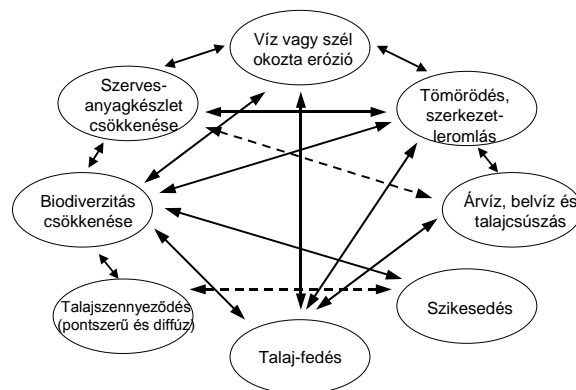 Víz vagy szél
okozta erózió
Szerves-
anyagkészlet
csökkenése
Tömörödés,
szerkezet-
leromlás
Biodiverzitás
csökkenése
Árvíz, belvíz és
talajcsúszás
Talajszennyeződés
(pontszerű és diffúz)
Szikesedés
Talaj-fedés